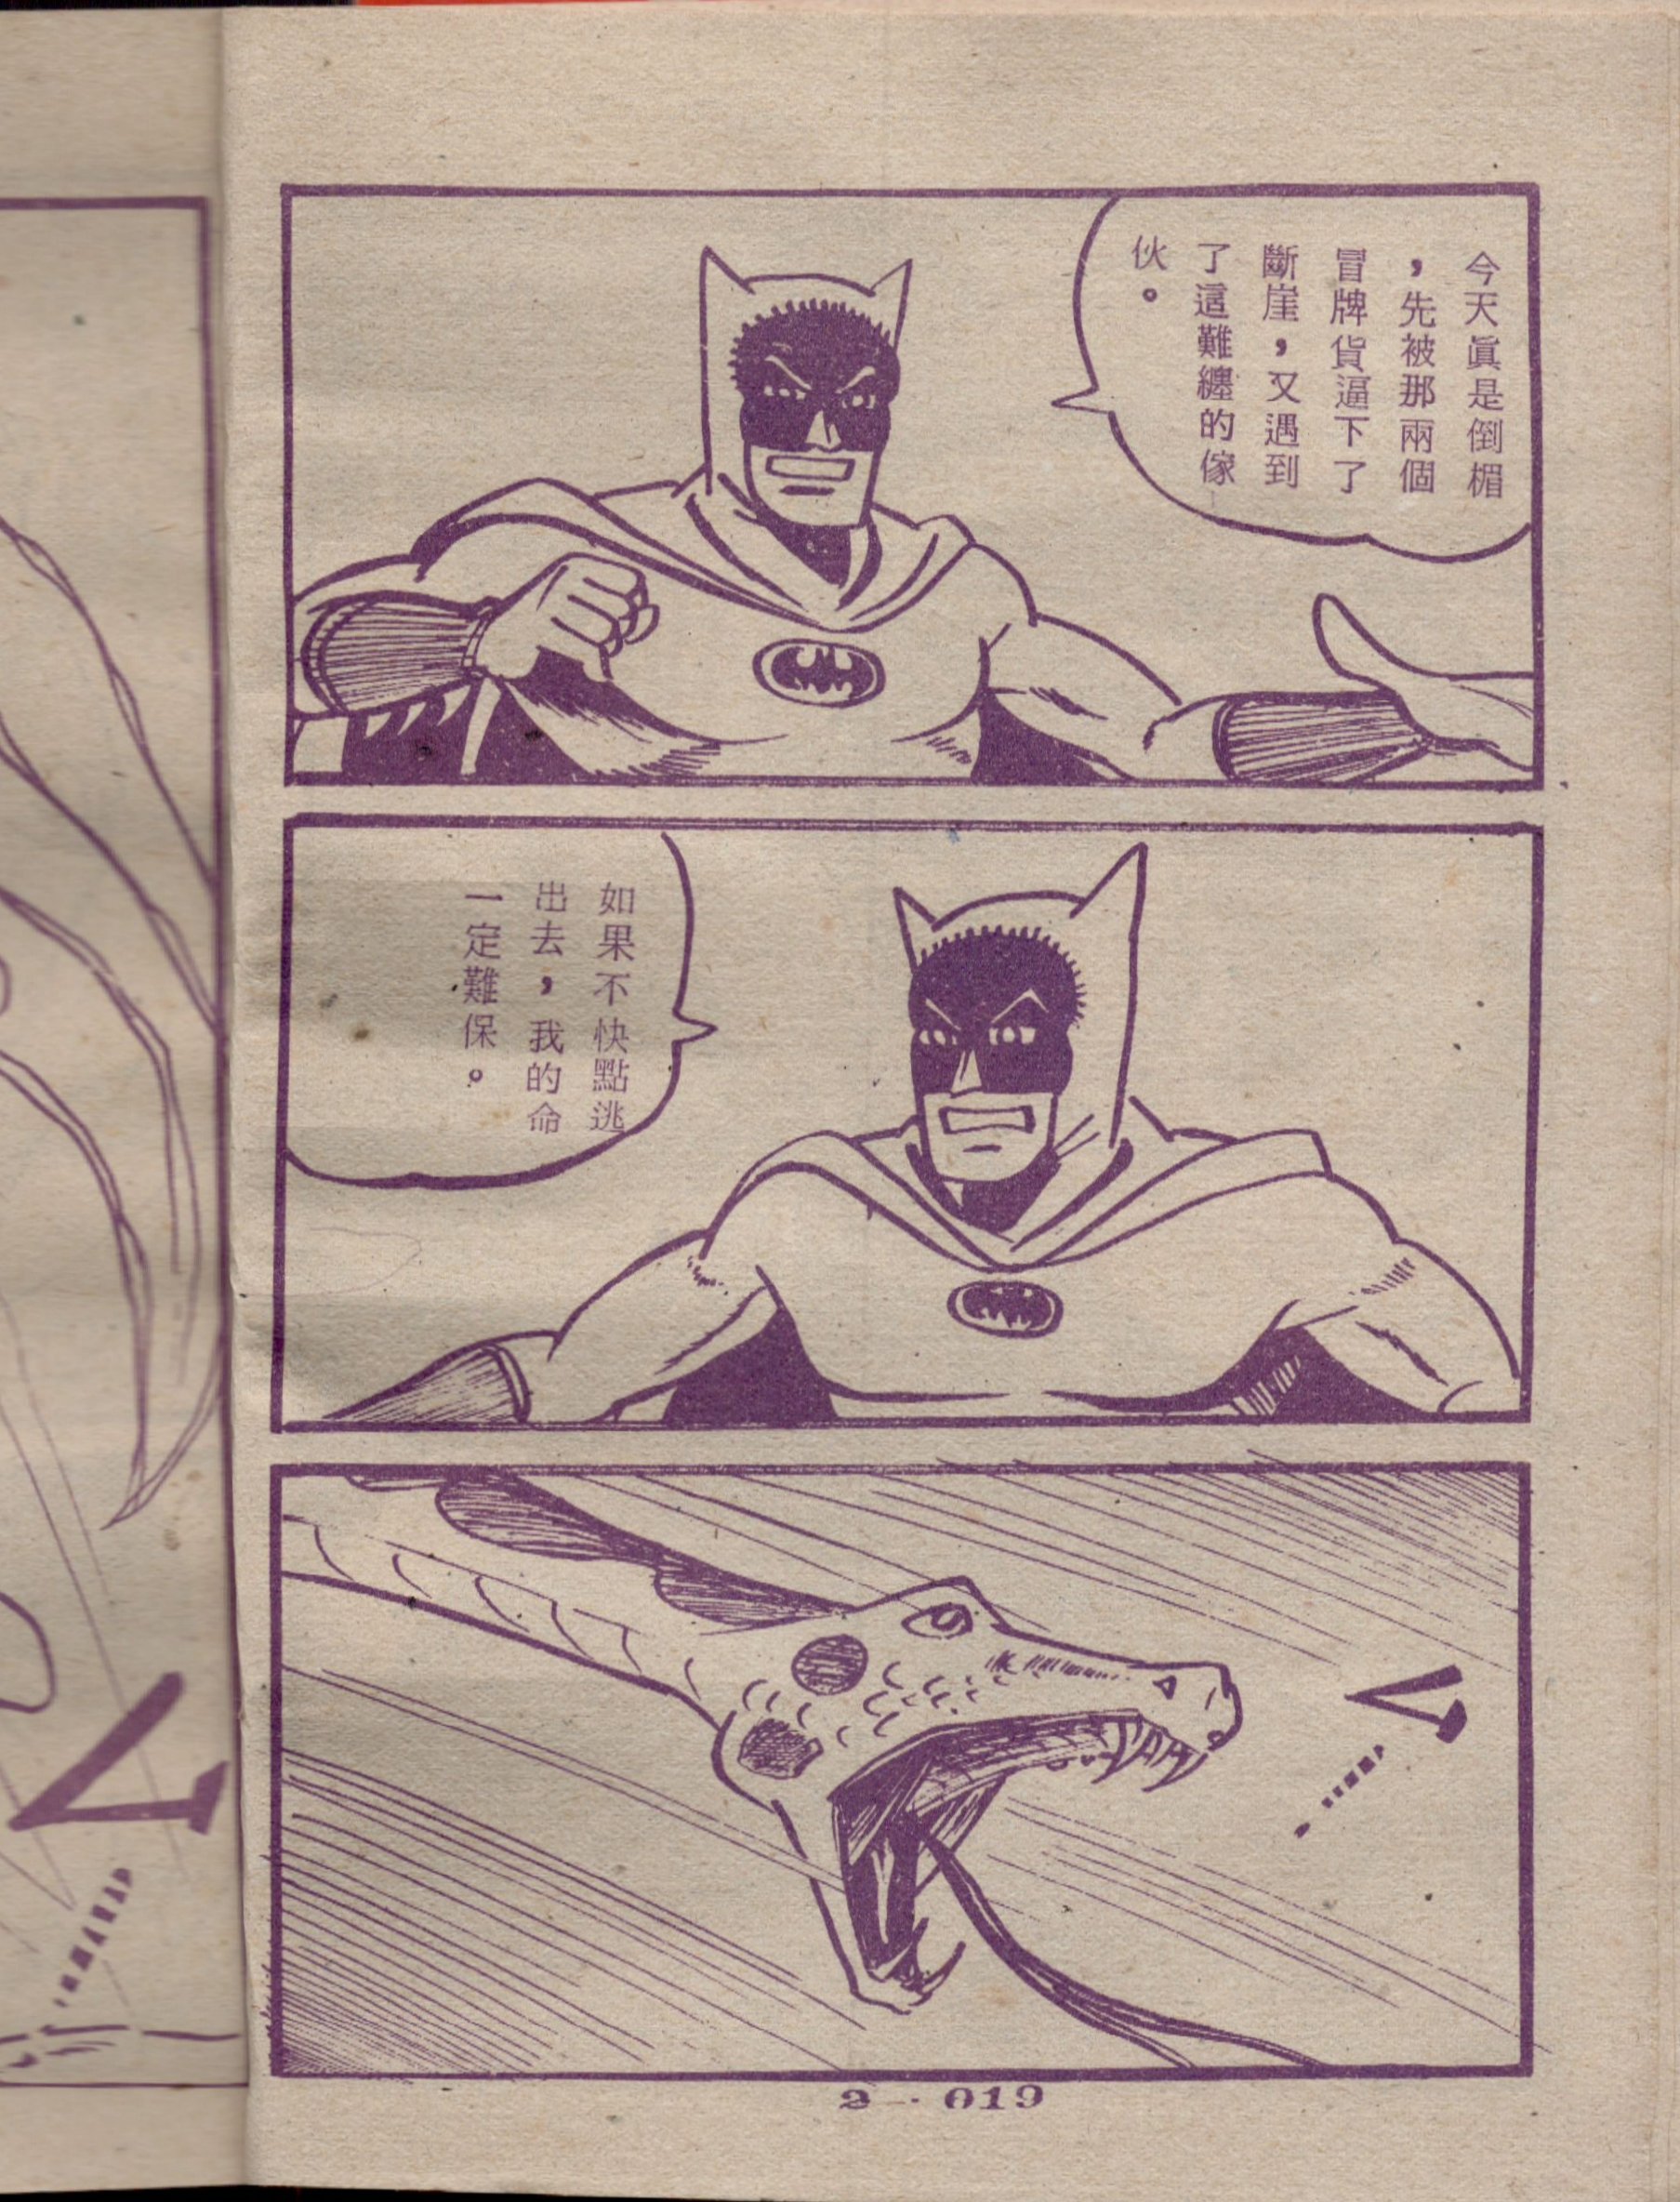 今天真是倒楣
，先被那兩個
冒牌貨逼下了
斷崖，又遇到
了這難纏的傢
伙。
如果不快點逃
出去，我的命
一定難保。
2-019